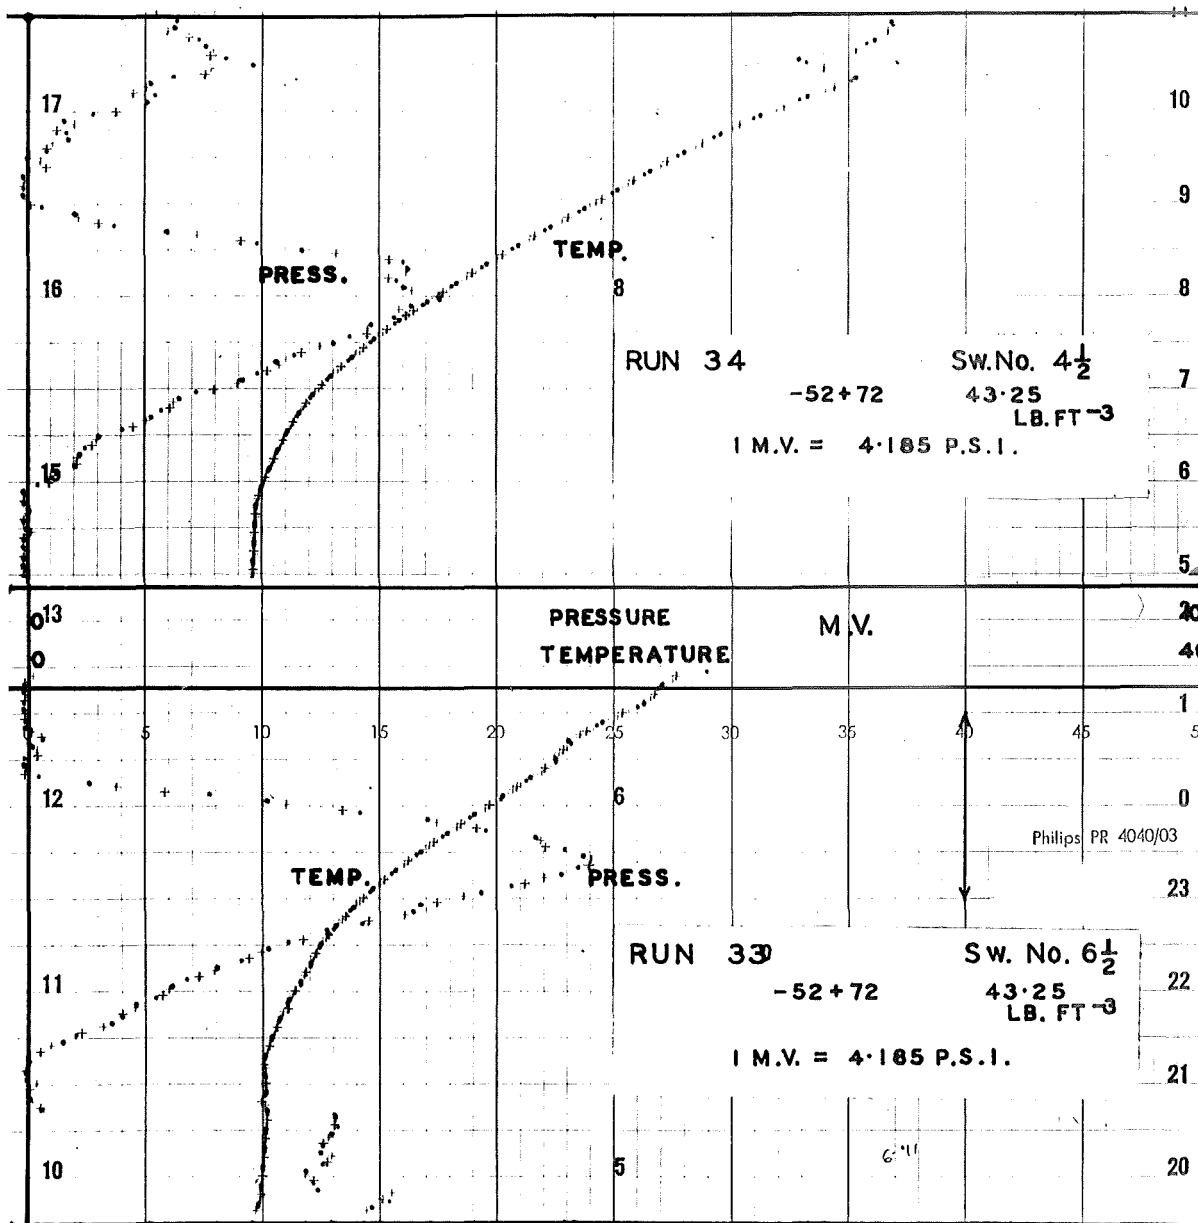 17 10
9
TEMP.
PRESS.
16 8 8
RUN 34 Sw.No. 4½
7
-52+72 43·25
LB.FT⁻³
1 M.V. = 4·185 P.S.I.
15 6
5
0 13 PRESSURE M.V. 2
0 TEMPERATURE
1
0 5 10 15 20 25 30 35 40 45
12 6 0
Philips PR 4040/03
TEMP. PRESS.
23
RUN 33 Sw. No. 6½
11 -52+72 43·25 22
LB. FT⁻³
1 M.V. = 4·185 P.S.I.
21
10 5 20